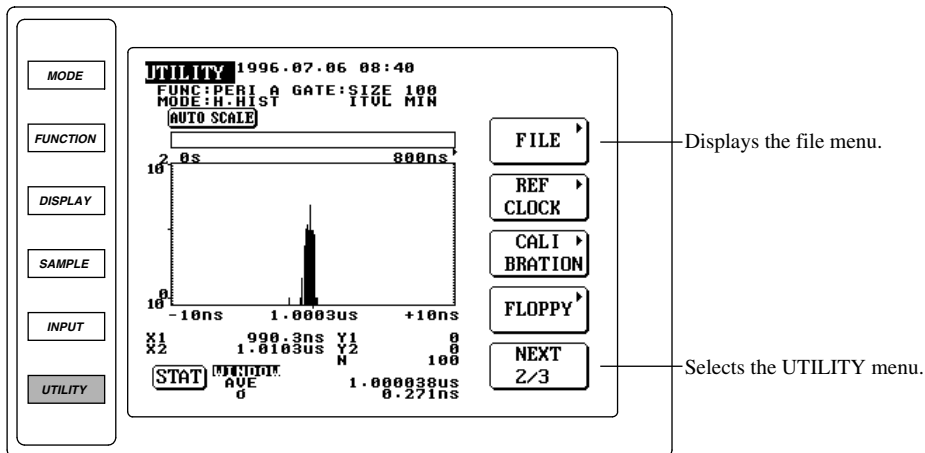 MODE
FUNCTION
DISPLAY
SAMPLE
INPUT
UTILITY
UTILITY 1996.07.06 08:40
FUNC:PERI A GATE:SIZE 100
MODE:H.HIST ITVL MIN
AUTO SCALE
0s 800ns
10²
10⁰
-10ns 1.0003us +10ns
X1 990.3ns Y1 0
X2 1.0103us Y2 0
N 100
STAT WINDOW
AVE 1.000038us
σ 0.271ns
FILE
REF
CLOCK
CALI
BRATION
FLOPPY
NEXT
2/3
Displays the file menu.
Selects the UTILITY menu.